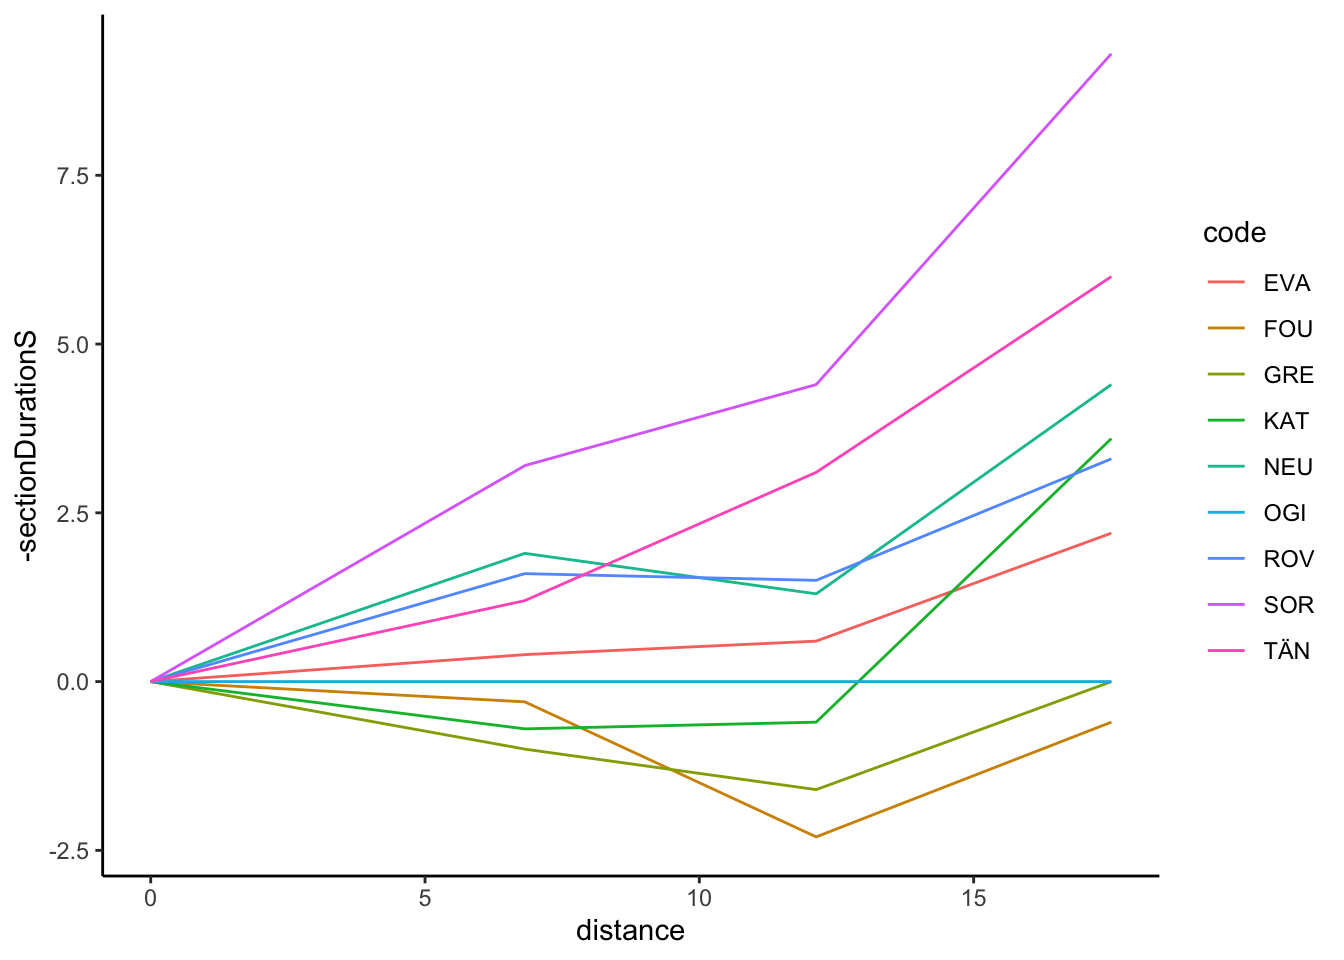 -sectionDurationS
7.5
5.0
2.5
0.0
-2.5
0
5
10
15
distance
code
EVA
FOU
GRE
KAT
NEU
OGI
ROV
SOR
TÄN